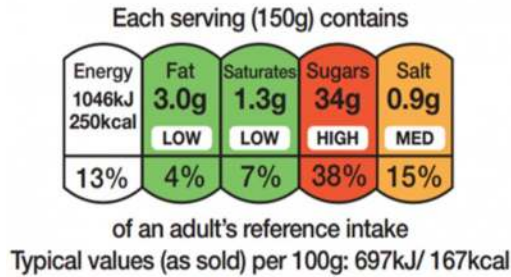 Each serving (150g) contains
Energy Fat Saturates Sugars Salt
1046kJ 3.0g 1.3g 34g 0.9g
250kcal
LOW LOW HIGH MED
13% 4% 7% 38% 15%
of an adult's reference intake
Typical values (as sold) per 100g: 697kJ/ 167kcal